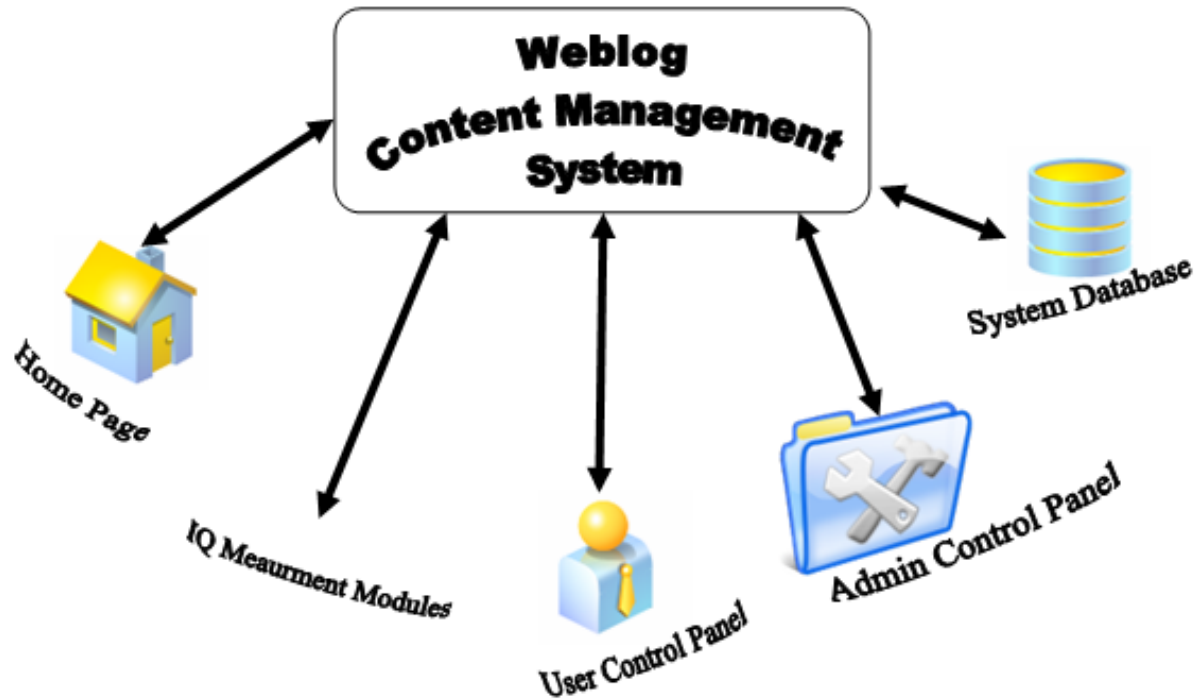 Weblog
Content Management
System
Home Page
IQ Meaurment Modules
User Control Panel
Admin Control Panel
System Database